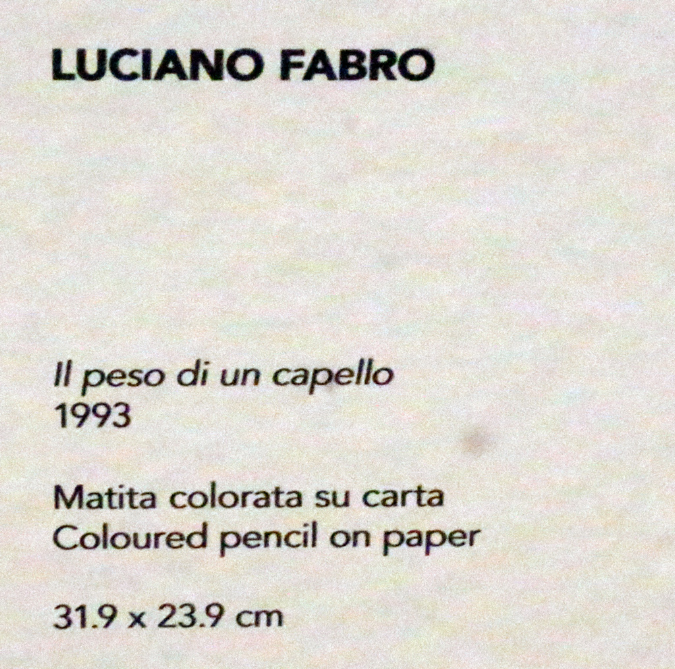 LUCIANO FABRO
Il peso di un capello
1993
Matita colorata su carta
Coloured pencil on paper
31.9 x 23.9 cm